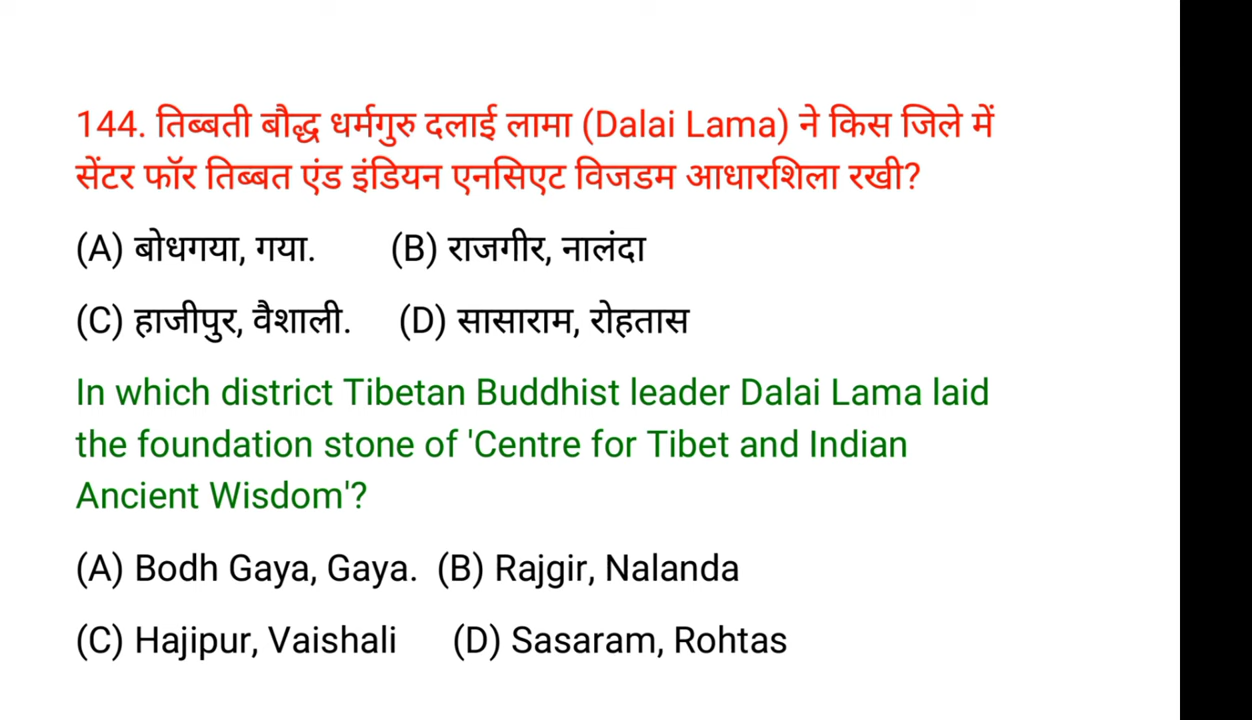 144. तिब्बती बौद्ध धर्मगुरु दलाई लामा (Dalai Lama) ने किस जिले में
सेंटर फॉर तिब्बत एंड इंडियन एनसिएट विजडम आधारशिला रखी?
(A) बोधगया, गया. (B) राजगीर, नालंदा
(C) हाजीपुर, वैशाली. (D) सासाराम, रोहतास
In which district Tibetan Buddhist leader Dalai Lama laid
the foundation stone of 'Centre for Tibet and Indian
Ancient Wisdom'?
(A) Bodh Gaya, Gaya. (B) Rajgir, Nalanda
(C) Hajipur, Vaishali (D) Sasaram, Rohtas